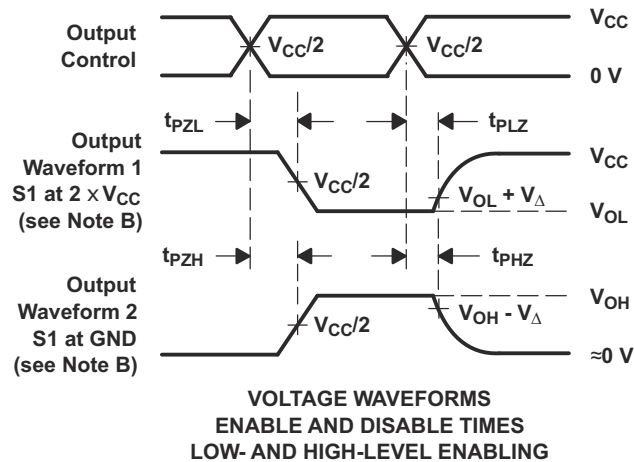 Output
Control
V_CC/2
V_CC/2
V_CC
0 V
t_PZL
t_PLZ
Output
Waveform 1
S1 at 2 x V_CC
(see Note B)
V_CC/2
V_OL + V_Δ
V_CC
V_OL
t_PZH
t_PHZ
Output
Waveform 2
S1 at GND
(see Note B)
V_CC/2
V_OH - V_Δ
V_OH
≈0 V
VOLTAGE WAVEFORMS
ENABLE AND DISABLE TIMES
LOW- AND HIGH-LEVEL ENABLING